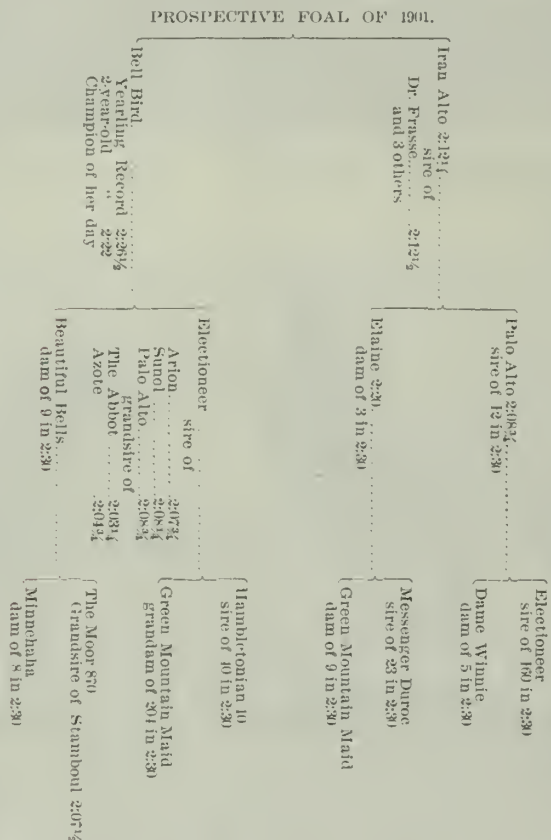 PROSPECTIVE FOAL OF 1901.
Iran Alto 2:12¼
sire of
Dr. Frasse...... 2:12½
and 3 others
Bell Bird
Yearling Record 2:26½
2-year-old " 2:22
Champion of her day
Palo Alto 2:08¾
sire of 12 in 2:30
Elaine 2:20
dam of 3 in 2:30
Electioneer
sire of
Arion......... 2:07¾
Sunol......... 2:08¼
Palo Alto...... 2:08¾
grandsire of
The Abbot...... 2:03¼
Azote 2:04¾
Beautiful Bells
dam of 9 in 2:30
Electioneer
sire of 160 in 2:30
Dame Winnie
dam of 5 in 2:30
Messenger Duroc
sire of 23 in 2:30
Green Mountain Maid
dam of 9 in 2:30
Hambletonian 10
sire of 40 in 2:30
Green Mountain Maid
grandam of in 2:30
The Moor 870
Grandsire of Stamboul 2:07½
Minnehaha
dam of 8 in 2:30